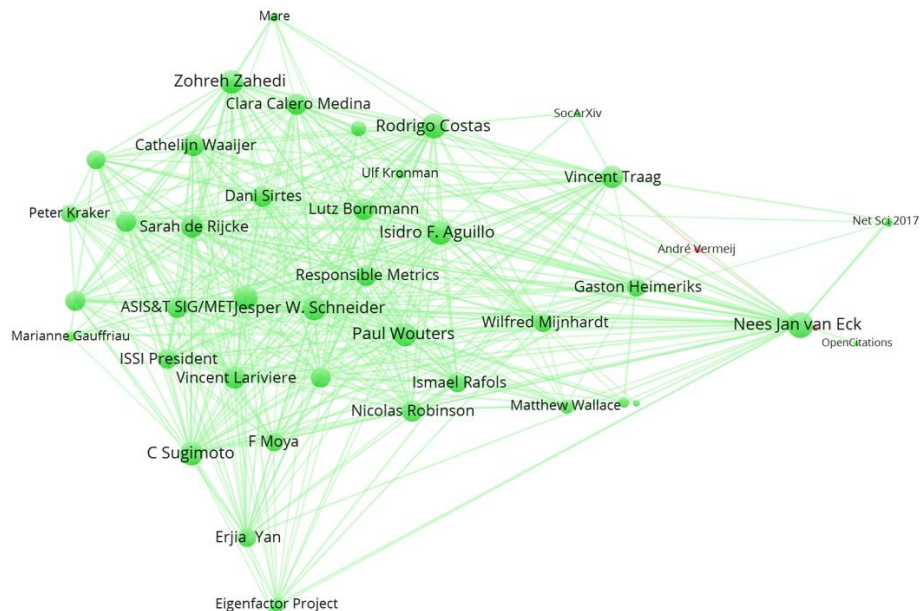 Mare
Zohreh Zahedi
Clara Calero Medina
SocArXiv
Rodrigo Costas
Cathelijn Waaijer
Ulf Kronman
Vincent Traag
Dani Sirtes
Peter Kraker
Lutz Bornmann
Net Sci 2017
Sarah de Rijcke
Isidro F. Aguillo
André Vermeij
Responsible Metrics
Gaston Heimeriks
ASIS&T SIG/MET
Jesper W. Schneider
Wilfred Mijnhardt
Nees Jan van Eck
Marianne Gauffriau
Paul Wouters
OpenCitations
ISSI President
Vincent Lariviere
Ismael Rafols
Nicolas Robinson
Matthew Wallace
F Moya
C Sugimoto
Erjia Yan
Eigenfactor Project